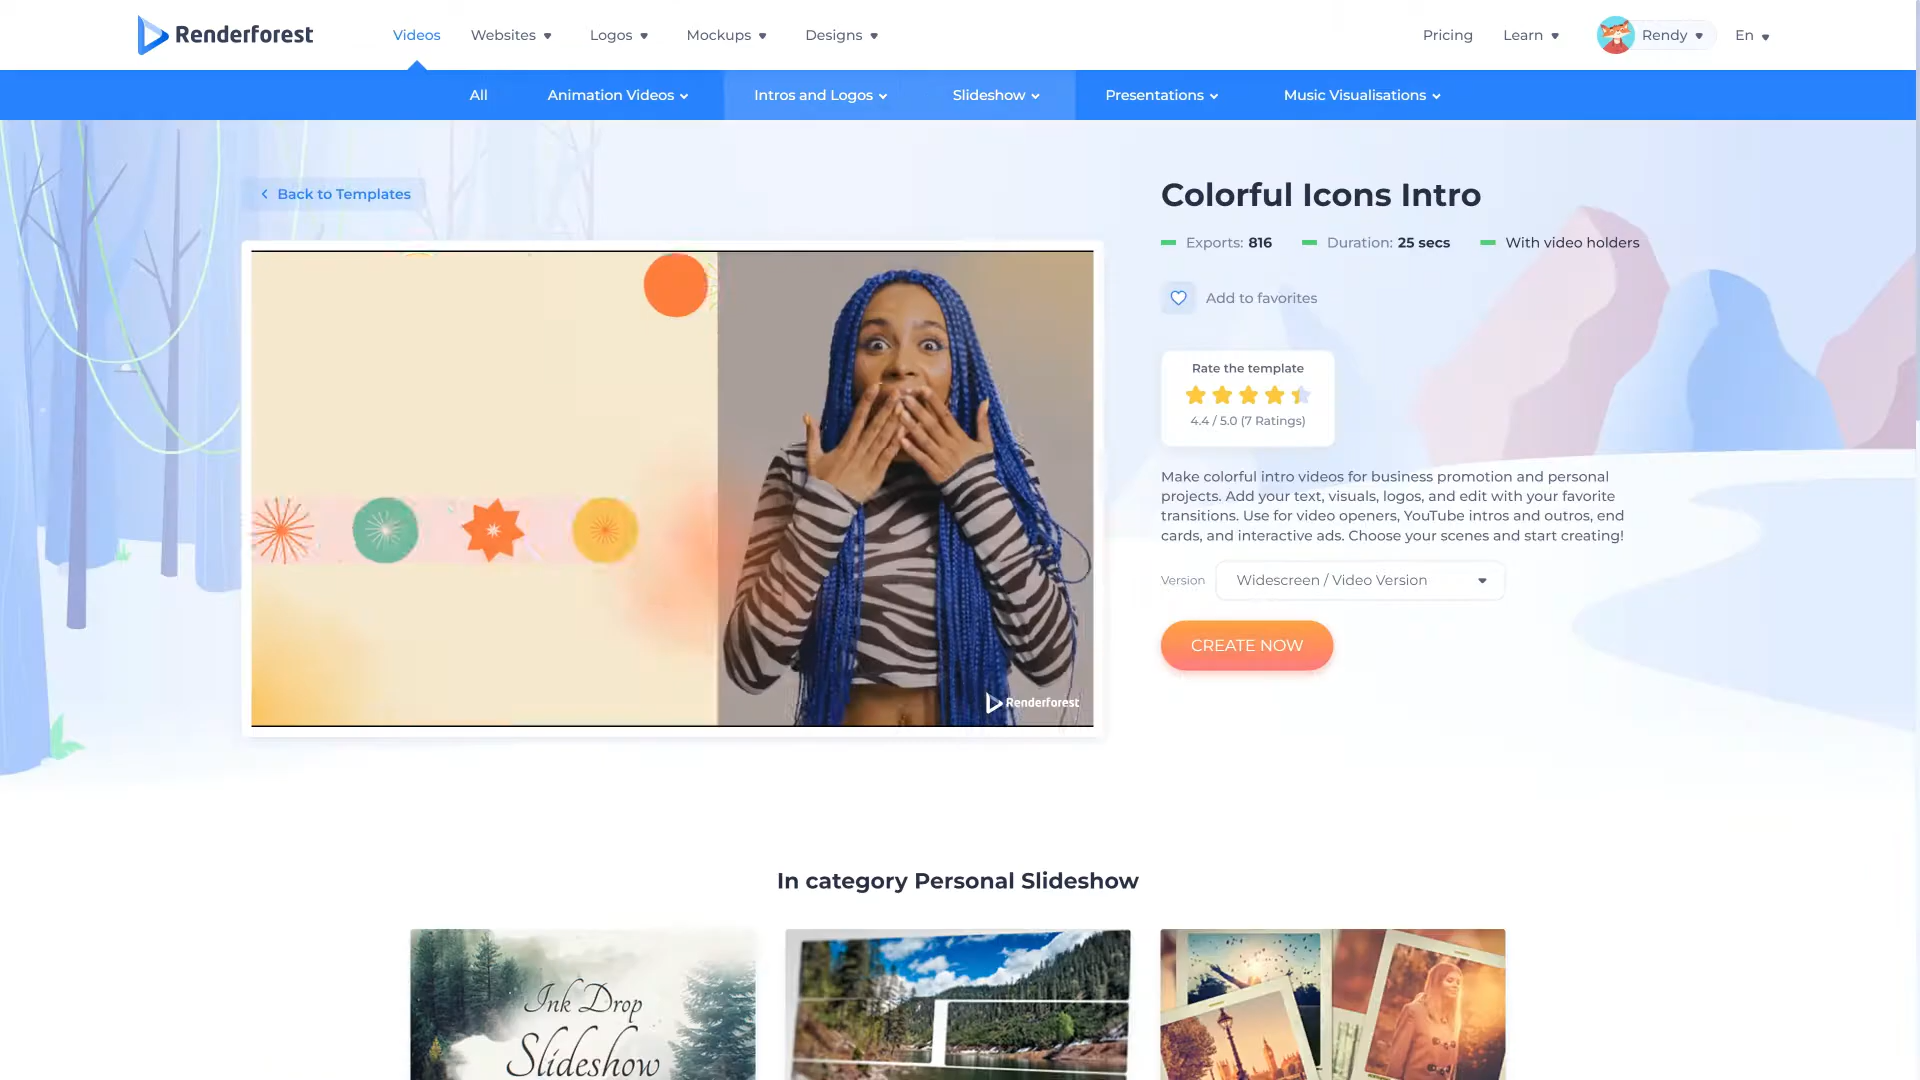 Renderforest
Videos
Websites
Logos
Mockups
Designs
Pricing
Learn
Rendy
En
All
Animation Videos
Intros and Logos
Slideshow
Presentations
Music Visualisations
Back to Templates
Colorful Icons Intro
Exports: 816
Duration: 25 secs
With video holders
Add to favorites
Rate the template
4.4 / 5.0 (7 Ratings)
Make colorful intro videos for business promotion and personal
projects. Add your text, visuals, logos, and edit with your favorite
transitions. Use for video openers, YouTube intros and outros, end
cards, and interactive ads. Choose your scenes and start creating!
Version
Widescreen / Video Version
CREATE NOW
Renderforest
In category Personal Slideshow
Ink Drop
Slideshow